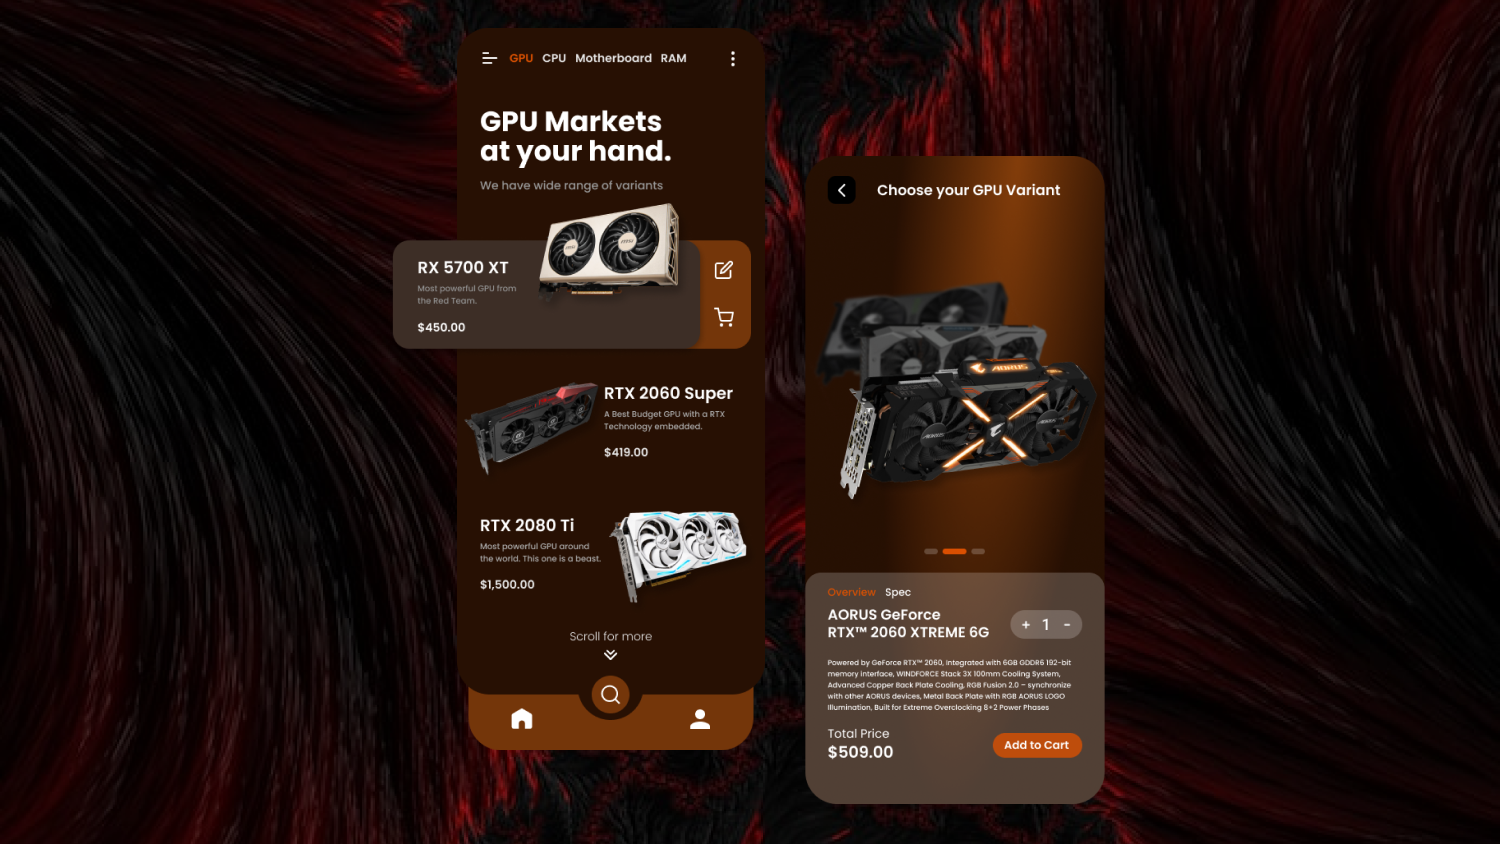 GPU CPU Motherboard RAM
GPU Markets
at your hand.
We have wide range of variants
RX 5700 XT
Most powerful GPU from
the Red Team.
$450.00
RTX 2060 Super
A Best Budget GPU with a RTX
Technology embedded.
$419.00
RTX 2080 Ti
Most powerful GPU around
the world. This one is a beast.
$1,500.00
Scroll for more
Choose your GPU Variant
AORUS
AORUS
Overview Spec
AORUS GeForce
RTX™ 2060 XTREME 6G
+ 1 -
Powered by GeForce RTX™ 2060, Integrated with 6GB GDDR6 192-bit
memory interface, WINDFORCE Stack 3X 100mm Cooling System,
Advanced Copper Back Plate Cooling, RGB Fusion 2.0 – synchronize
with other AORUS devices, Metal Back Plate with RGB AORUS LOGO
Illumination, Built for Extreme Overclocking 8+2 Power Phases
Total Price
$509.00
Add to Cart